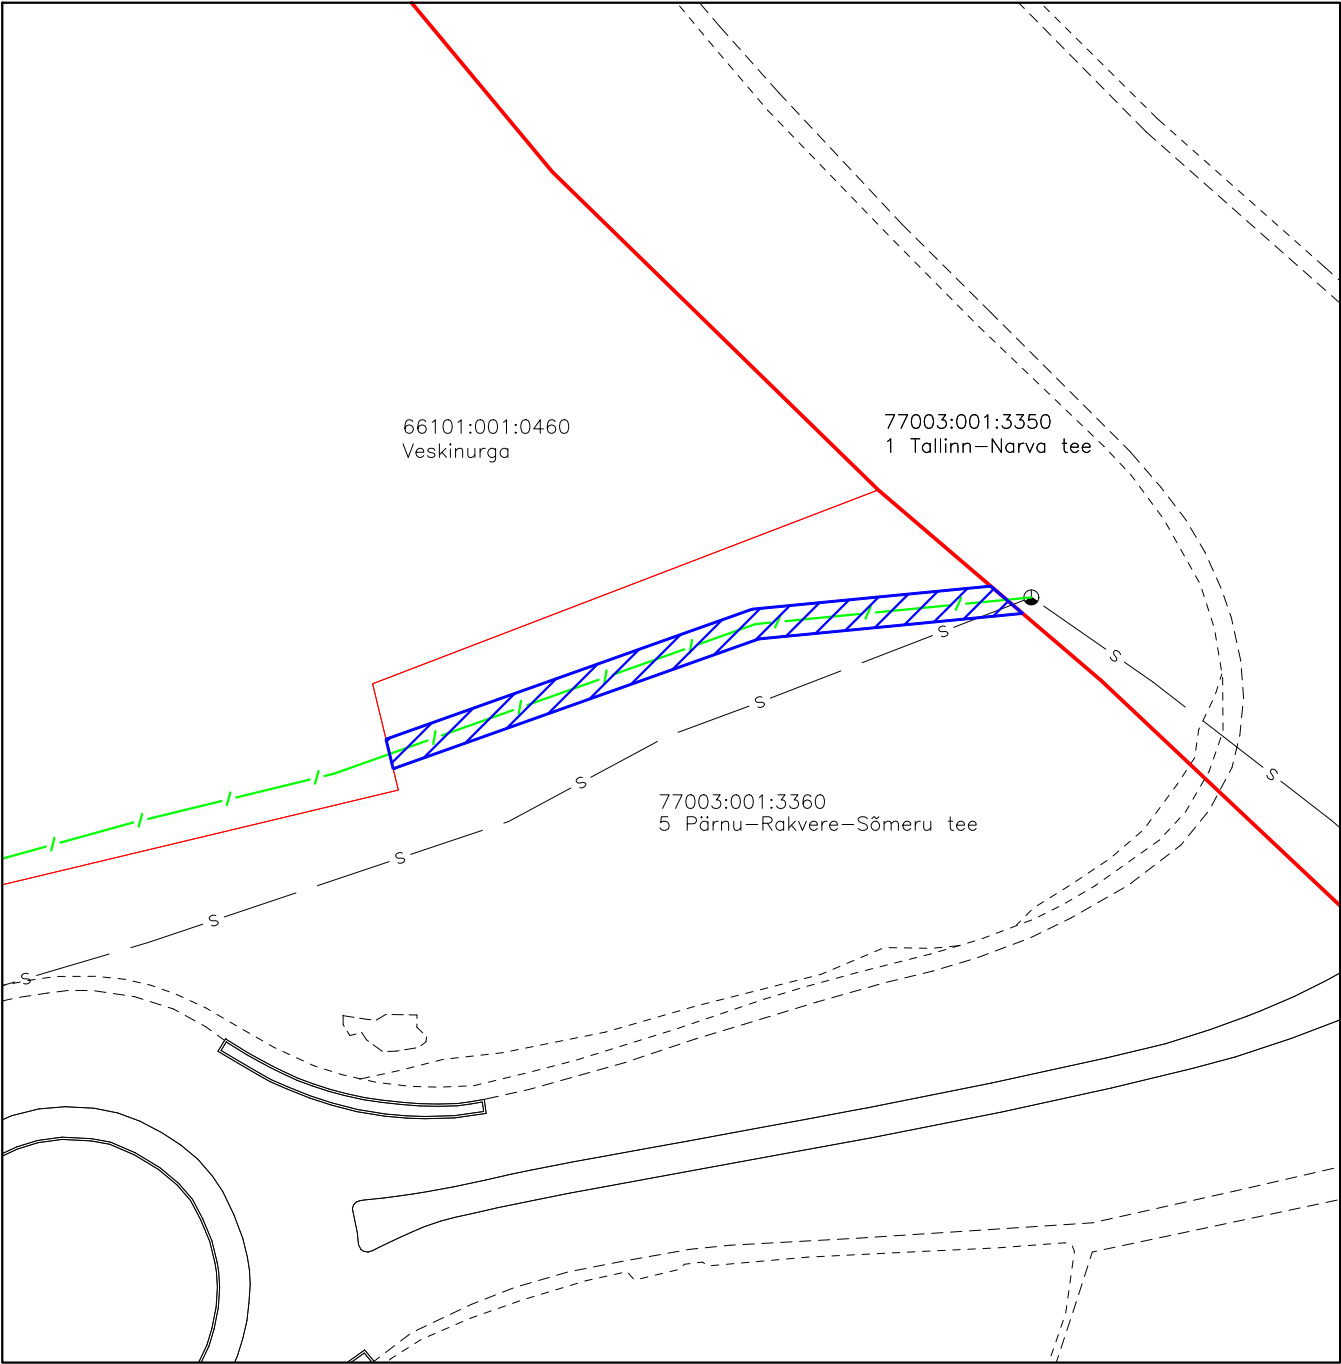 66101:001:0460
Veskinurga
77003:001:3350
1 Tallinn-Narva tee
S
S
S
S
S
77003:001:3360
5 Pärnu-Rakvere-Sõmeru tee
S
S
S